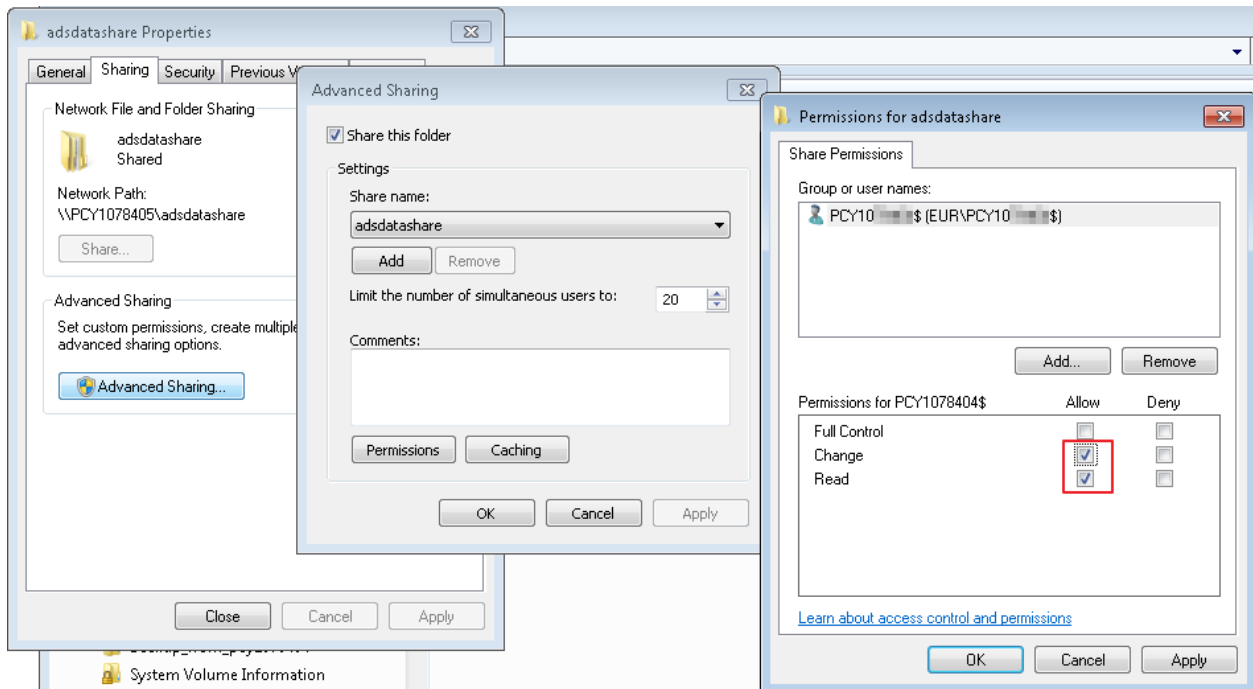 adsdatashare Properties
General
Sharing
Security
Previous
Network File and Folder Sharing
adsdatashare
Shared
Network Path:
\\PCY1078405\adsdatashare
Share...
Advanced Sharing
Set custom permissions, create multiple
advanced sharing options.
Advanced Sharing...
Close
Cancel
Apply
System Volume Information
Advanced Sharing
Share this folder
Settings
Share name:
adsdatashare
Add
Remove
Limit the number of simultaneous users to:
20
Comments:
Permissions
Caching
OK
Cancel
Apply
Permissions for adsdatashare
Share Permissions
Group or user names:
PCY10 $ (EUR\PCY10 $)
Add...
Remove
Permissions for PCY1078404$
Allow
Deny
Full Control
Change
Read
Learn about access control and permissions
OK
Cancel
Apply